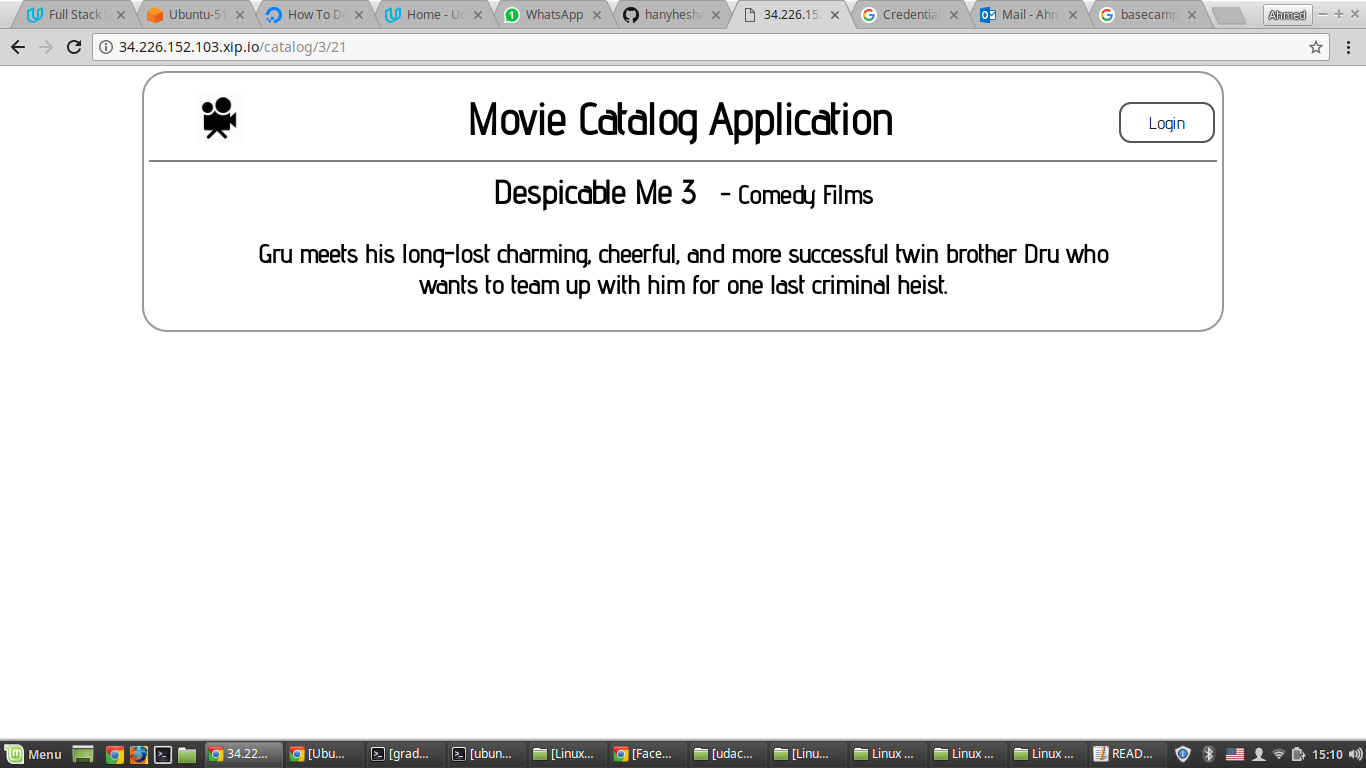 Full Stack
Ubuntu-51
How To De
Home - U
WhatsApp
hanyhesh
34.226.152
Credential
Mail - Ahm
basecamp
Ahmed
34.226.152.103.xip.io/catalog/3/21
Movie Catalog Application
Login
Despicable Me 3 - Comedy Films
Gru meets his long-lost charming, cheerful, and more successful twin brother Dru who
wants to team up with him for one last criminal heist.
Menu
34.22...
[Ubu...
[grad...
[ubun...
[Linux...
[Face...
[udac...
[Linu...
Linux ...
Linux ...
Linux ...
READ...
15:10